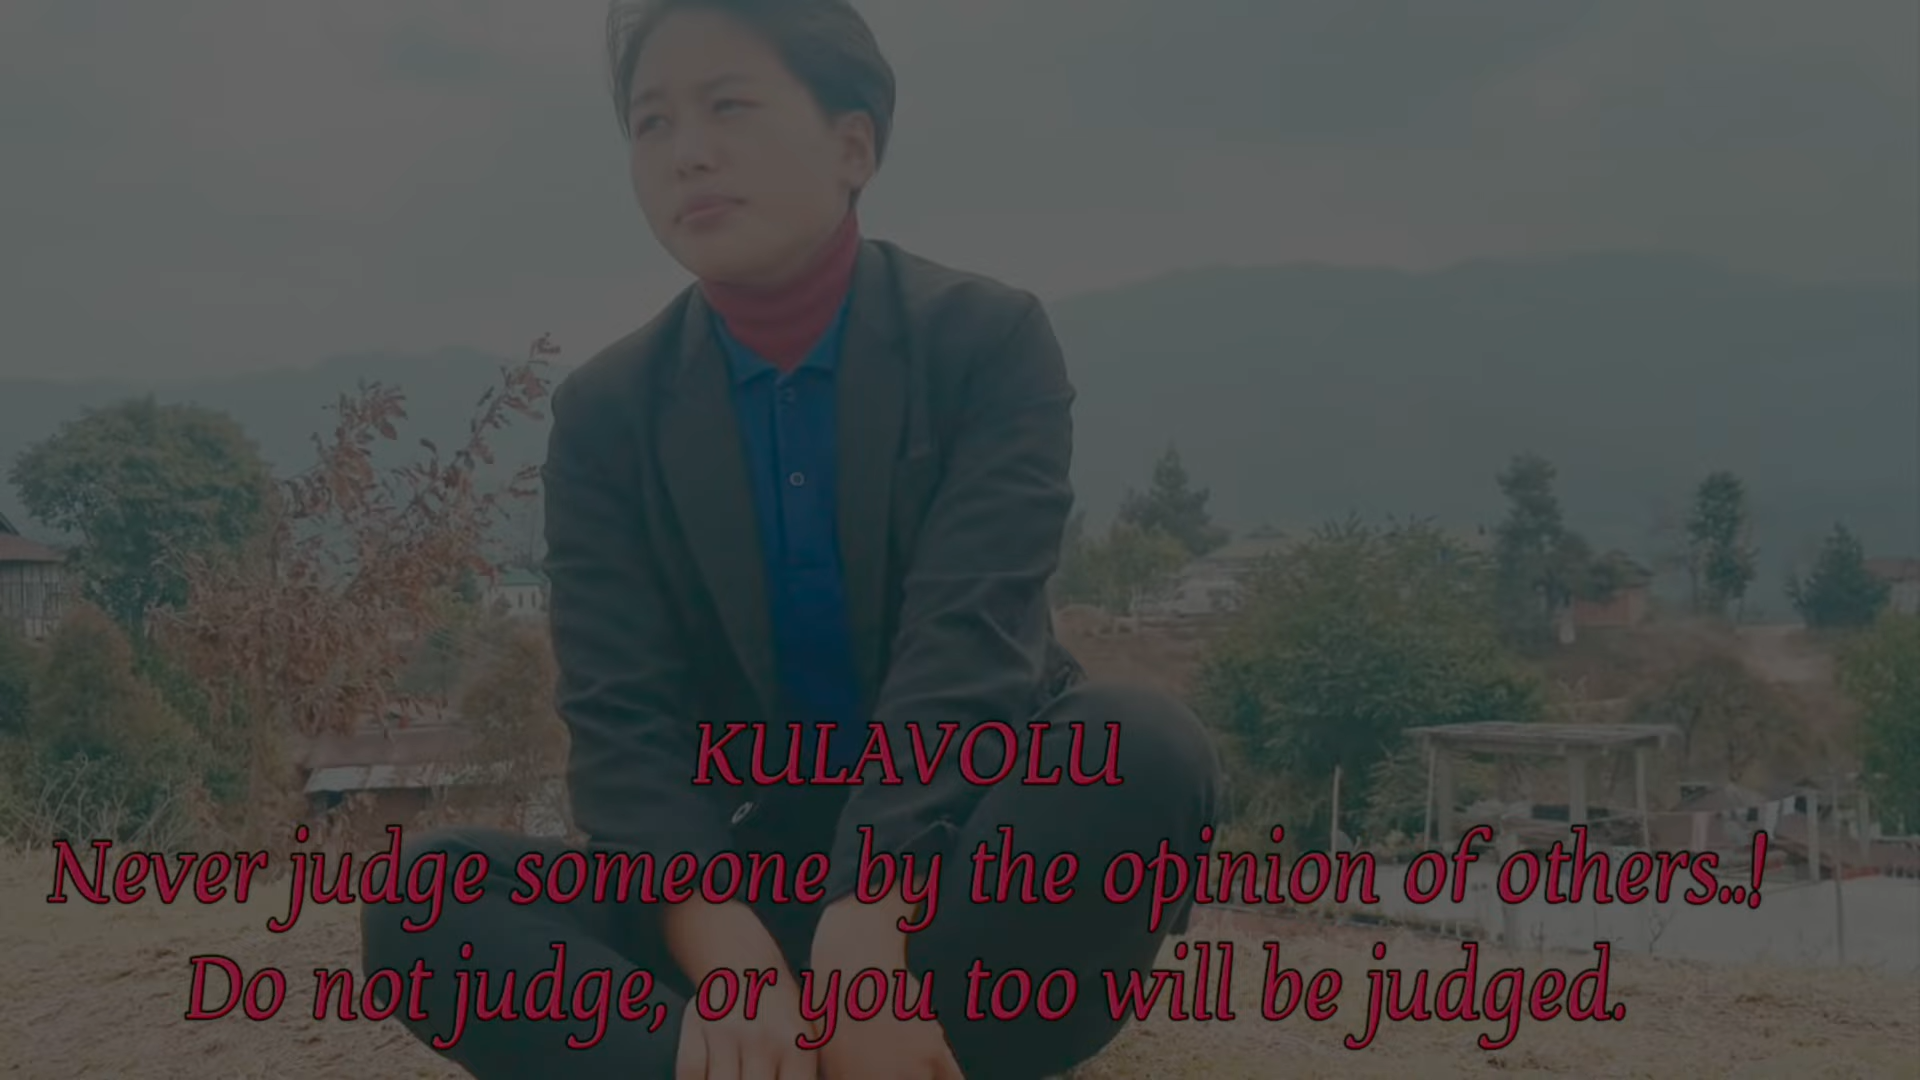 KULAVOLU
Never judge someone by the opinion of others..!
Do not judge, or you too will be judged.